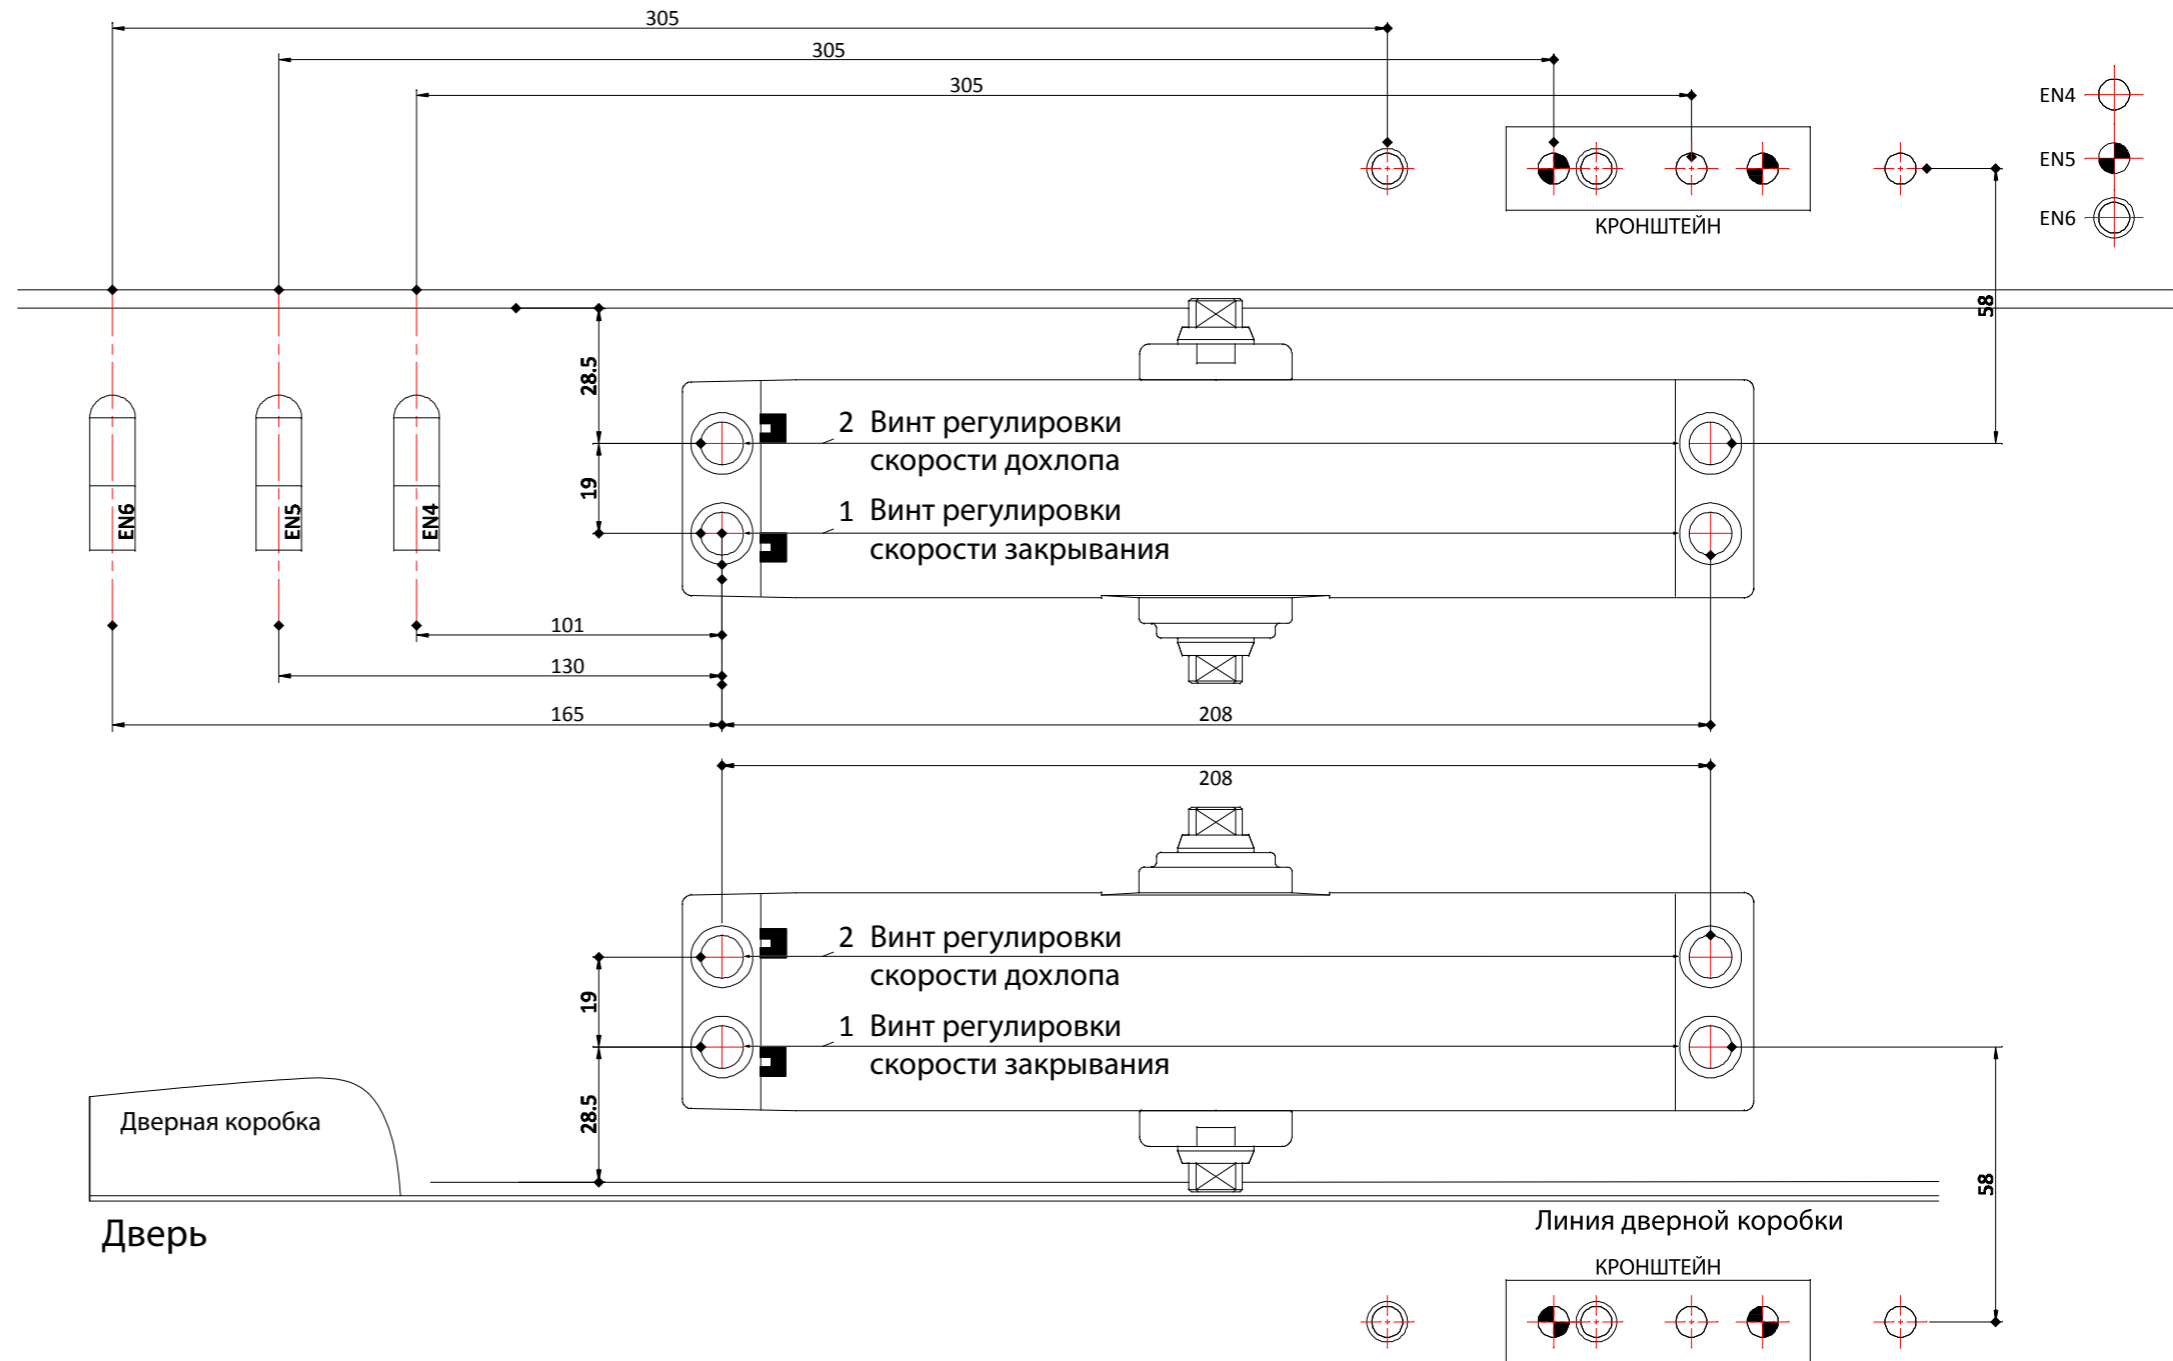 305
305
305
EN4
EN5
EN6
КРОНШТЕЙН
58
28.5
19
2 Винт регулировки
скорости дохлопа
1 Винт регулировки
скорости закрывания
EN6
EN5
EN4
101
130
165
208
208
2 Винт регулировки
скорости дохлопа
1 Винт регулировки
скорости закрывания
19
28.5
58
Дверная коробка
Дверь
Линия дверной коробки
КРОНШТЕЙН